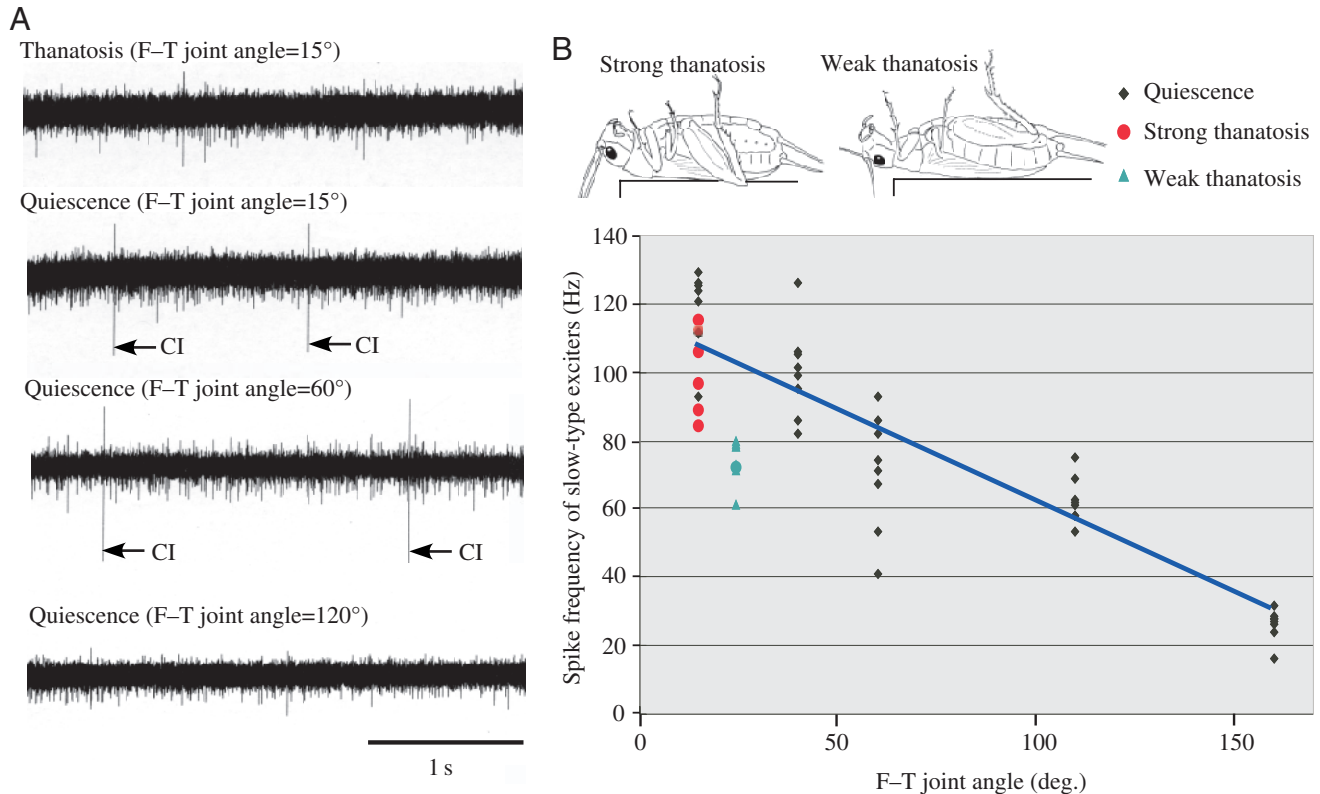 A
Thanatosis (F–T joint angle=15°)
Quiescence (F–T joint angle=15°)
CI
CI
Quiescence (F–T joint angle=60°)
CI
CI
Quiescence (F–T joint angle=120°)
1 s
B
Strong thanatosis
Weak thanatosis
Quiescence
Strong thanatosis
Weak thanatosis
Spike frequency of slow-type exciters (Hz)
140
120
100
80
60
40
20
0
0
50
100
150
F–T joint angle (deg.)